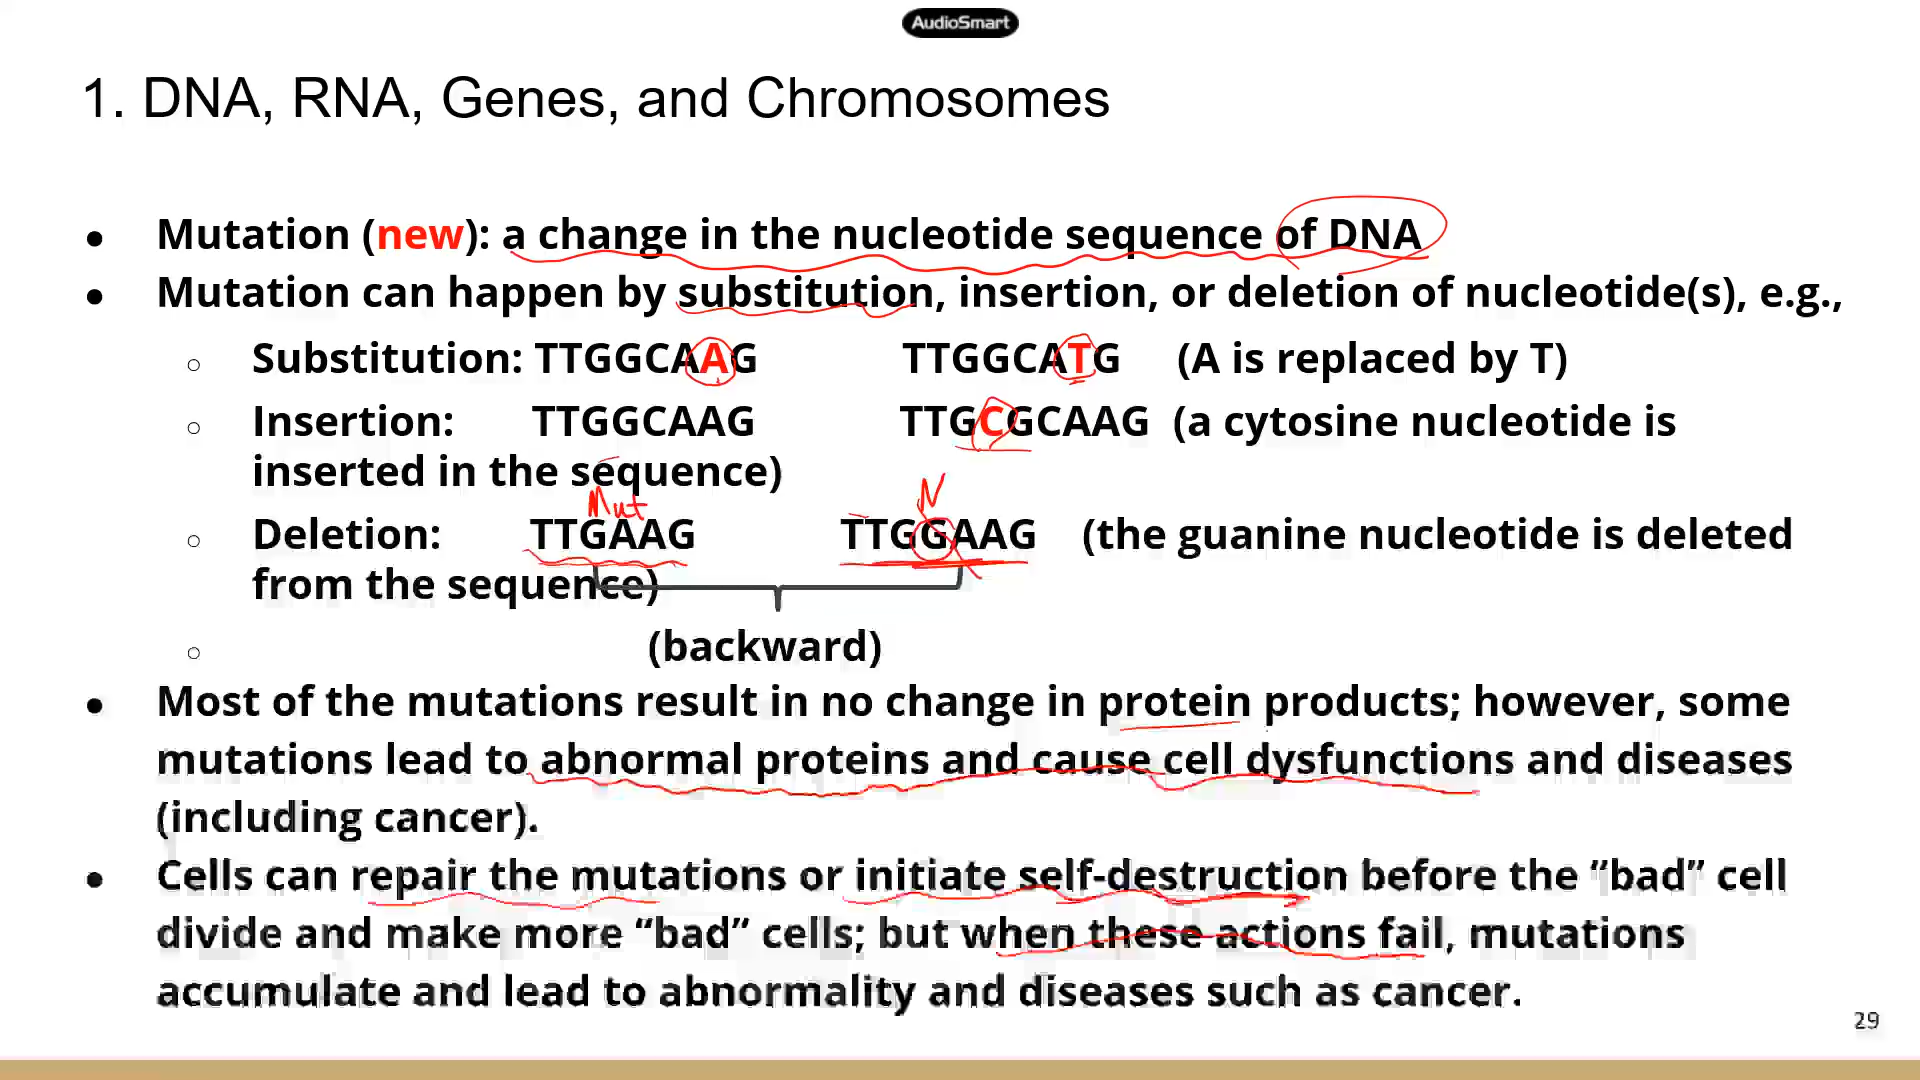 AudioSmart
1. DNA, RNA, Genes, and Chromosomes
● Mutation (new): a change in the nucleotide sequence of DNA
● Mutation can happen by substitution, insertion, or deletion of nucleotide(s), e.g.,
○ Substitution: TTGGCAAG TTGGCATG (A is replaced by T)
○ Insertion: TTGGCAAG TTGCGCAAG (a cytosine nucleotide is
inserted in the sequence)
Mut N
○ Deletion: TTGAAG TTGGAAG (the guanine nucleotide is deleted
from the sequence)
○ (backward)
● Most of the mutations result in no change in protein products; however, some
mutations lead to abnormal proteins and cause cell dysfunctions and diseases
(including cancer).
● Cells can repair the mutations or initiate self-destruction before the “bad” cell
divide and make more “bad” cells; but when these actions fail, mutations
accumulate and lead to abnormality and diseases such as cancer.
29